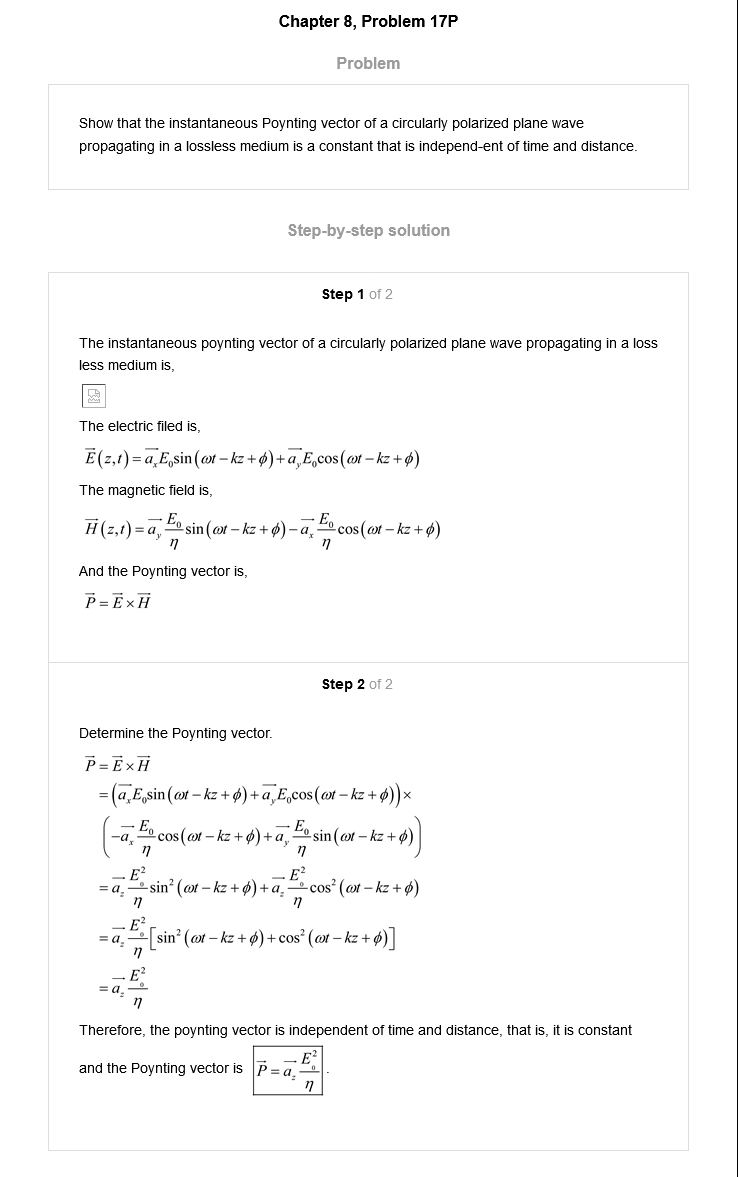 Chapter 8, Problem 17P
Problem
Show that the instantaneous Poynting vector of a circularly polarized plane wave
propagating in a lossless medium is a constant that is independ-ent of time and distance.
Step-by-step solution
Step 1 of 2
The instantaneous poynting vector of a circularly polarized plane wave propagating in a loss
less medium is,
The electric filed is,
$\vec{E}(z,t)=\vec{a_x}E_0\sin(\omega t-kz+\phi)+\vec{a_y}E_0\cos(\omega t-kz+\phi)$
The magnetic field is,
$\vec{H}(z,t)=\vec{a_y}\frac{E_0}{\eta}\sin(\omega t-kz+\phi)-\vec{a_x}\frac{E_0}{\eta}\cos(\omega t-kz+\phi)$
And the Poynting vector is,
$\vec{P}=\vec{E}\times\vec{H}$
Step 2 of 2
Determine the Poynting vector.
$\vec{P}=\vec{E}\times\vec{H}$
$=(\vec{a_x}E_0\sin(\omega t-kz+\phi)+\vec{a_y}E_0\cos(\omega t-kz+\phi))\times$
$\left(-\vec{a_x}\frac{E_0}{\eta}\cos(\omega t-kz+\phi)+\vec{a_y}\frac{E_0}{\eta}\sin(\omega t-kz+\phi)\right)$
$=\vec{a_z}\frac{E_0^2}{\eta}\sin^2(\omega t-kz+\phi)+\vec{a_z}\frac{E_0^2}{\eta}\cos^2(\omega t-kz+\phi)$
$=\vec{a_z}\frac{E_0^2}{\eta}[\sin^2(\omega t-kz+\phi)+\cos^2(\omega t-kz+\phi)]$
$=\vec{a_z}\frac{E_0^2}{\eta}$
Therefore, the poynting vector is independent of time and distance, that is, it is constant
and the Poynting vector is $\vec{P}=\vec{a_z}\frac{E_0^2}{\eta}$.